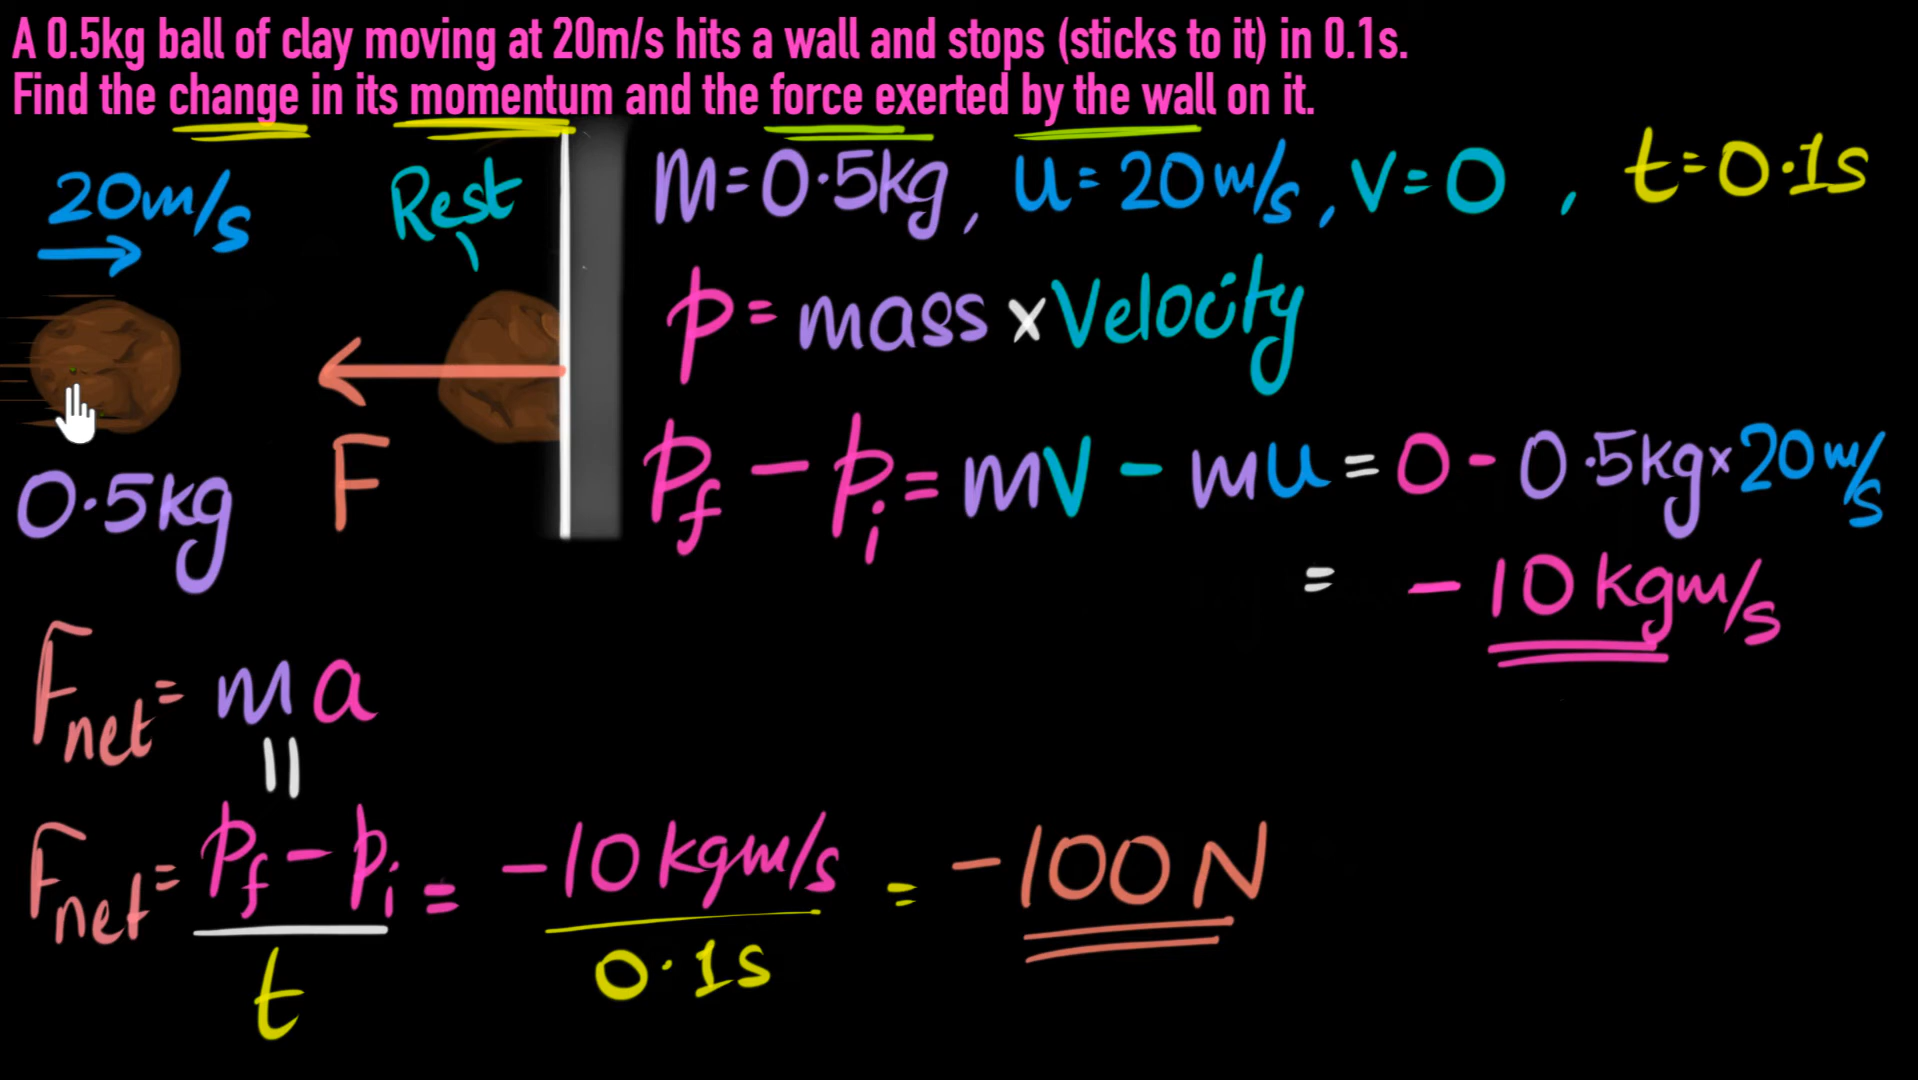 A 0.5kg ball of clay moving at 20m/s hits a wall and stops (sticks to it) in 0.1s.
Find the change in its momentum and the force exerted by the wall on it.
20m/s
Rest
m=0.5kg, u=20m/s, v=0, t=0.1s
p=mass×Velocity
0.5kg
F
pf - pi = mv - mu = 0 - 0.5kg×20m/s
= -10kgm/s
Fnet= ma
=
Fnet= pf - pi / t = -10kgm/s / 0.1s = -100N